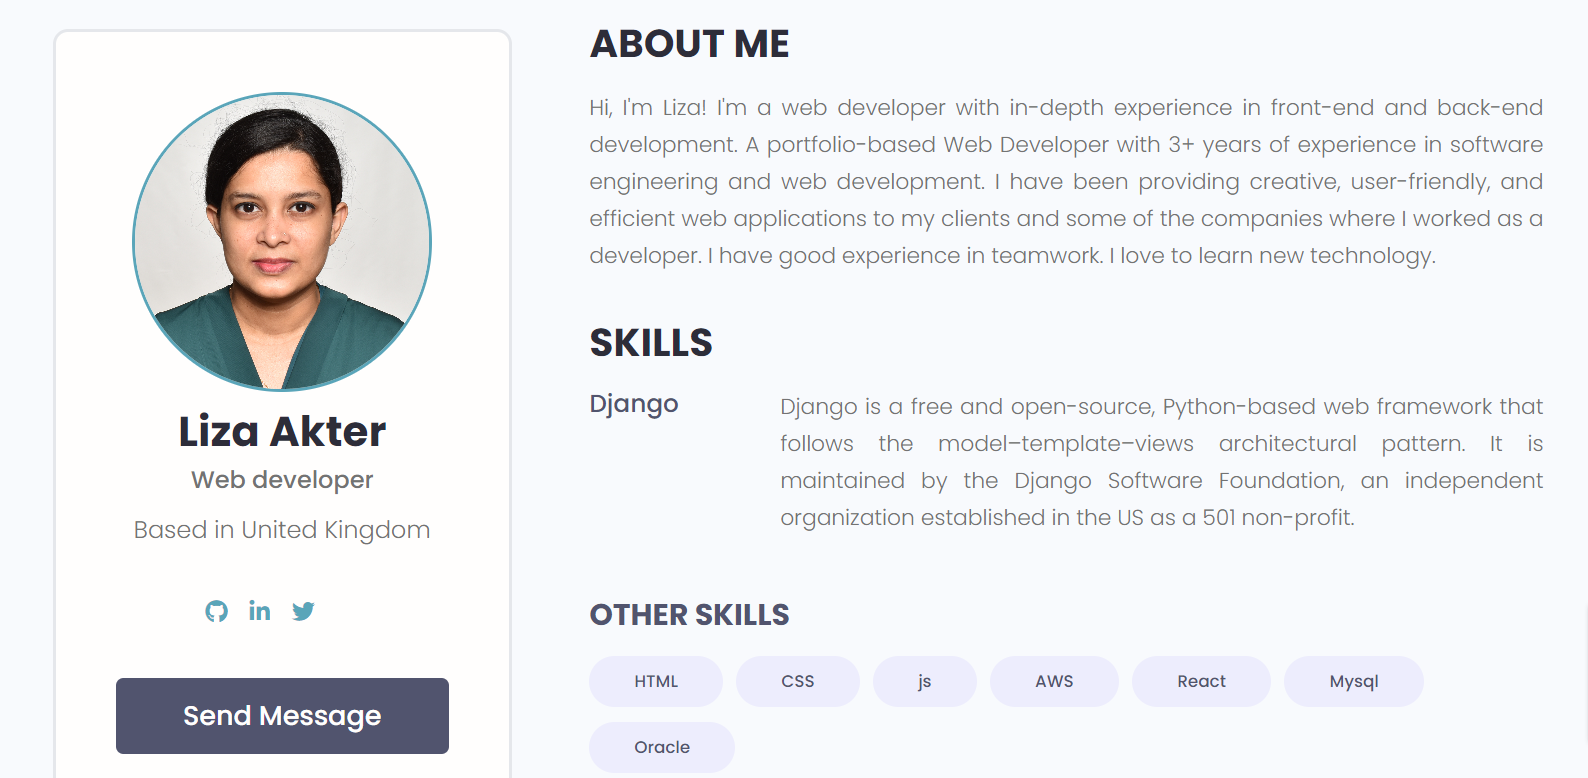 Liza Akter
Web developer
Based in United Kingdom
Send Message
ABOUT ME
Hi, I'm Liza! I'm a web developer with in-depth experience in front-end and back-end
development. A portfolio-based Web Developer with 3+ years of experience in software
engineering and web development. I have been providing creative, user-friendly, and
efficient web applications to my clients and some of the companies where I worked as a
developer. I have good experience in teamwork. I love to learn new technology.
SKILLS
Django
Django is a free and open-source, Python-based web framework that
follows the model–template–views architectural pattern. It is
maintained by the Django Software Foundation, an independent
organization established in the US as a 501 non-profit.
OTHER SKILLS
HTML CSS js AWS React Mysql
Oracle